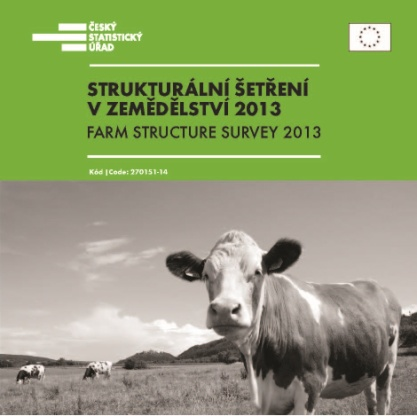 ČESKÝ
STATISTICKÝ
ÚŘAD
STRUKTURÁLNÍ ŠETŘENÍ
V ZEMĚDĚLSTVÍ 2013
FARM STRUCTURE SURVEY 2013
Kód | Code: 270151-14